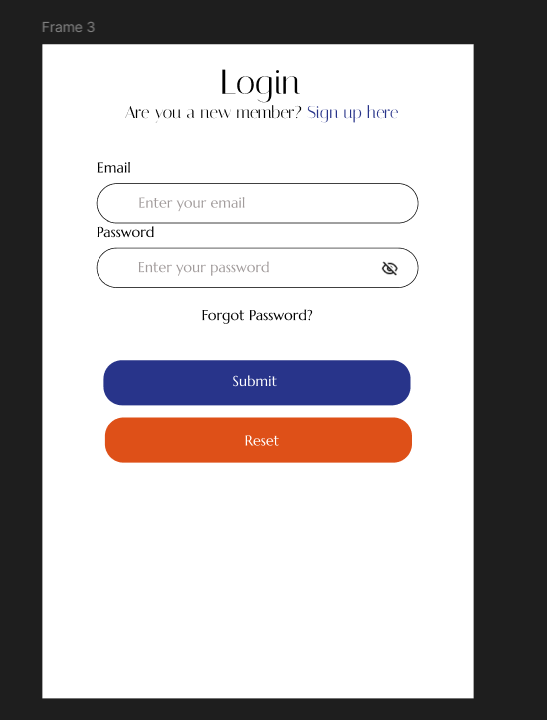 Frame 3
Login
Are you a new member? Sign up here
Email
Enter your email
Password
Enter your password
Forgot Password?
Submit
Reset